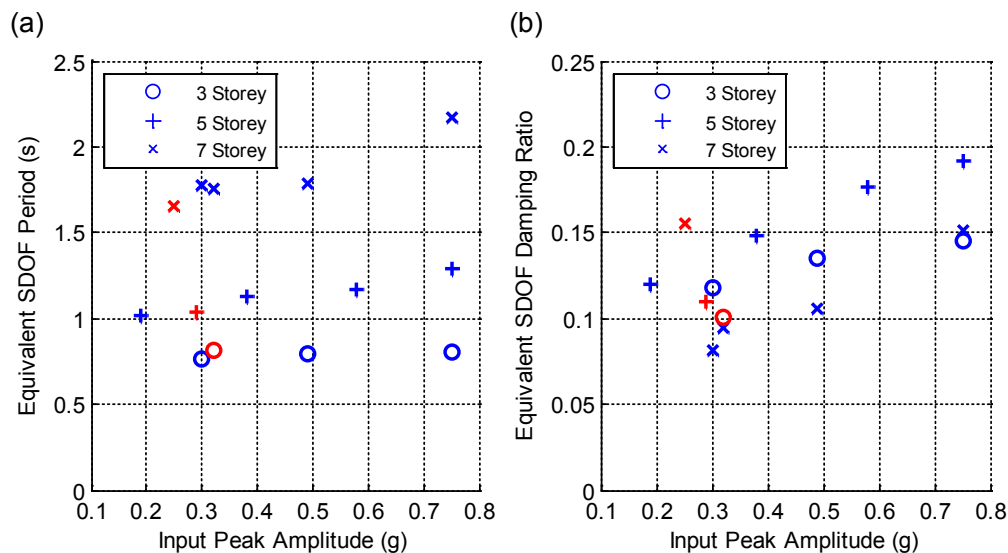 (a)
Equivalent SDOF Period (s)
2.5
2
1.5
1
0.5
0
3 Storey
5 Storey
7 Storey
0.1 0.2 0.3 0.4 0.5 0.6 0.7 0.8
Input Peak Amplitude (g)
(b)
Equivalent SDOF Damping Ratio
0.25
0.2
0.15
0.1
0.05
0
3 Storey
5 Storey
7 Storey
0.1 0.2 0.3 0.4 0.5 0.6 0.7 0.8
Input Peak Amplitude (g)